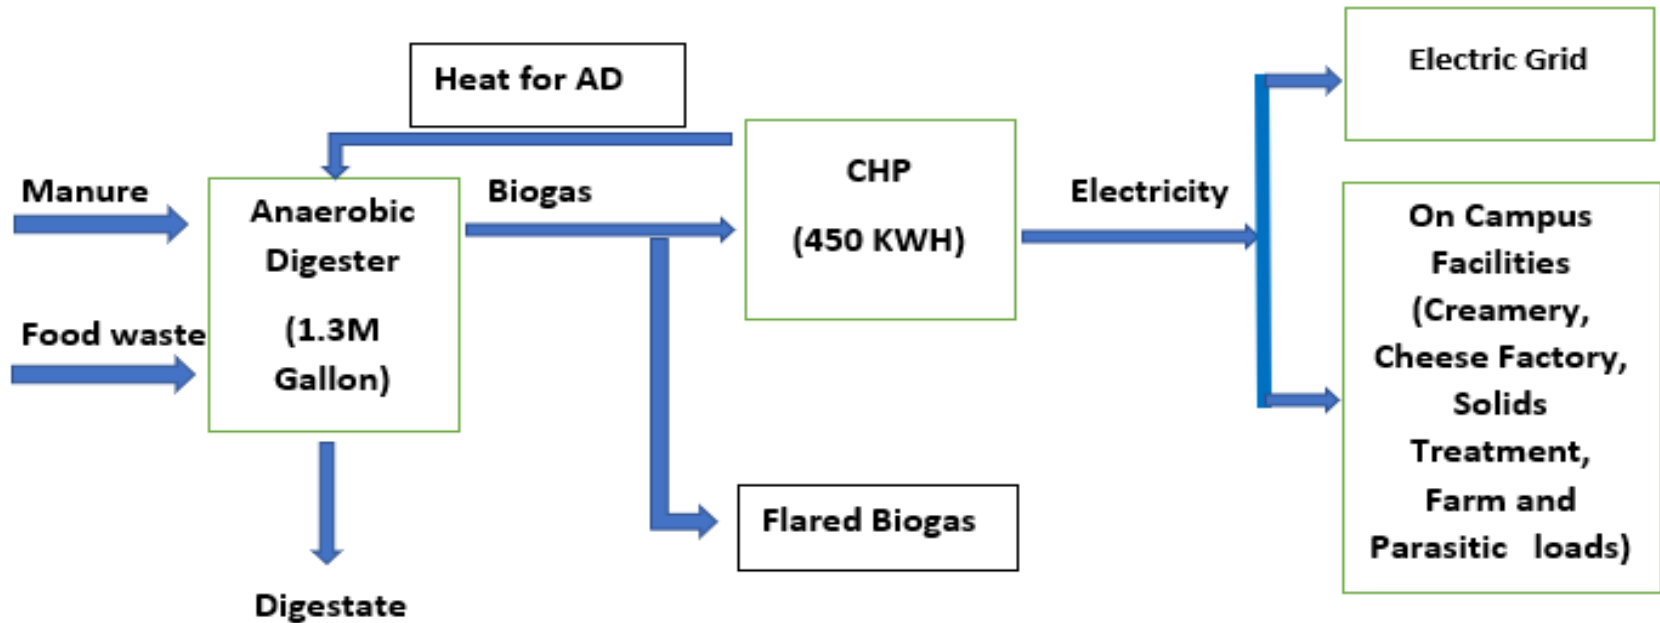 Manure
Food waste
Heat for AD
Anaerobic
Digester
(1.3M
Gallon)
Digestate
Biogas
Flared Biogas
CHP
(450 KWH)
Electricity
Electric Grid
On Campus
Facilities
(Creamery,
Cheese Factory,
Solids
Treatment,
Farm and
Parasitic loads)